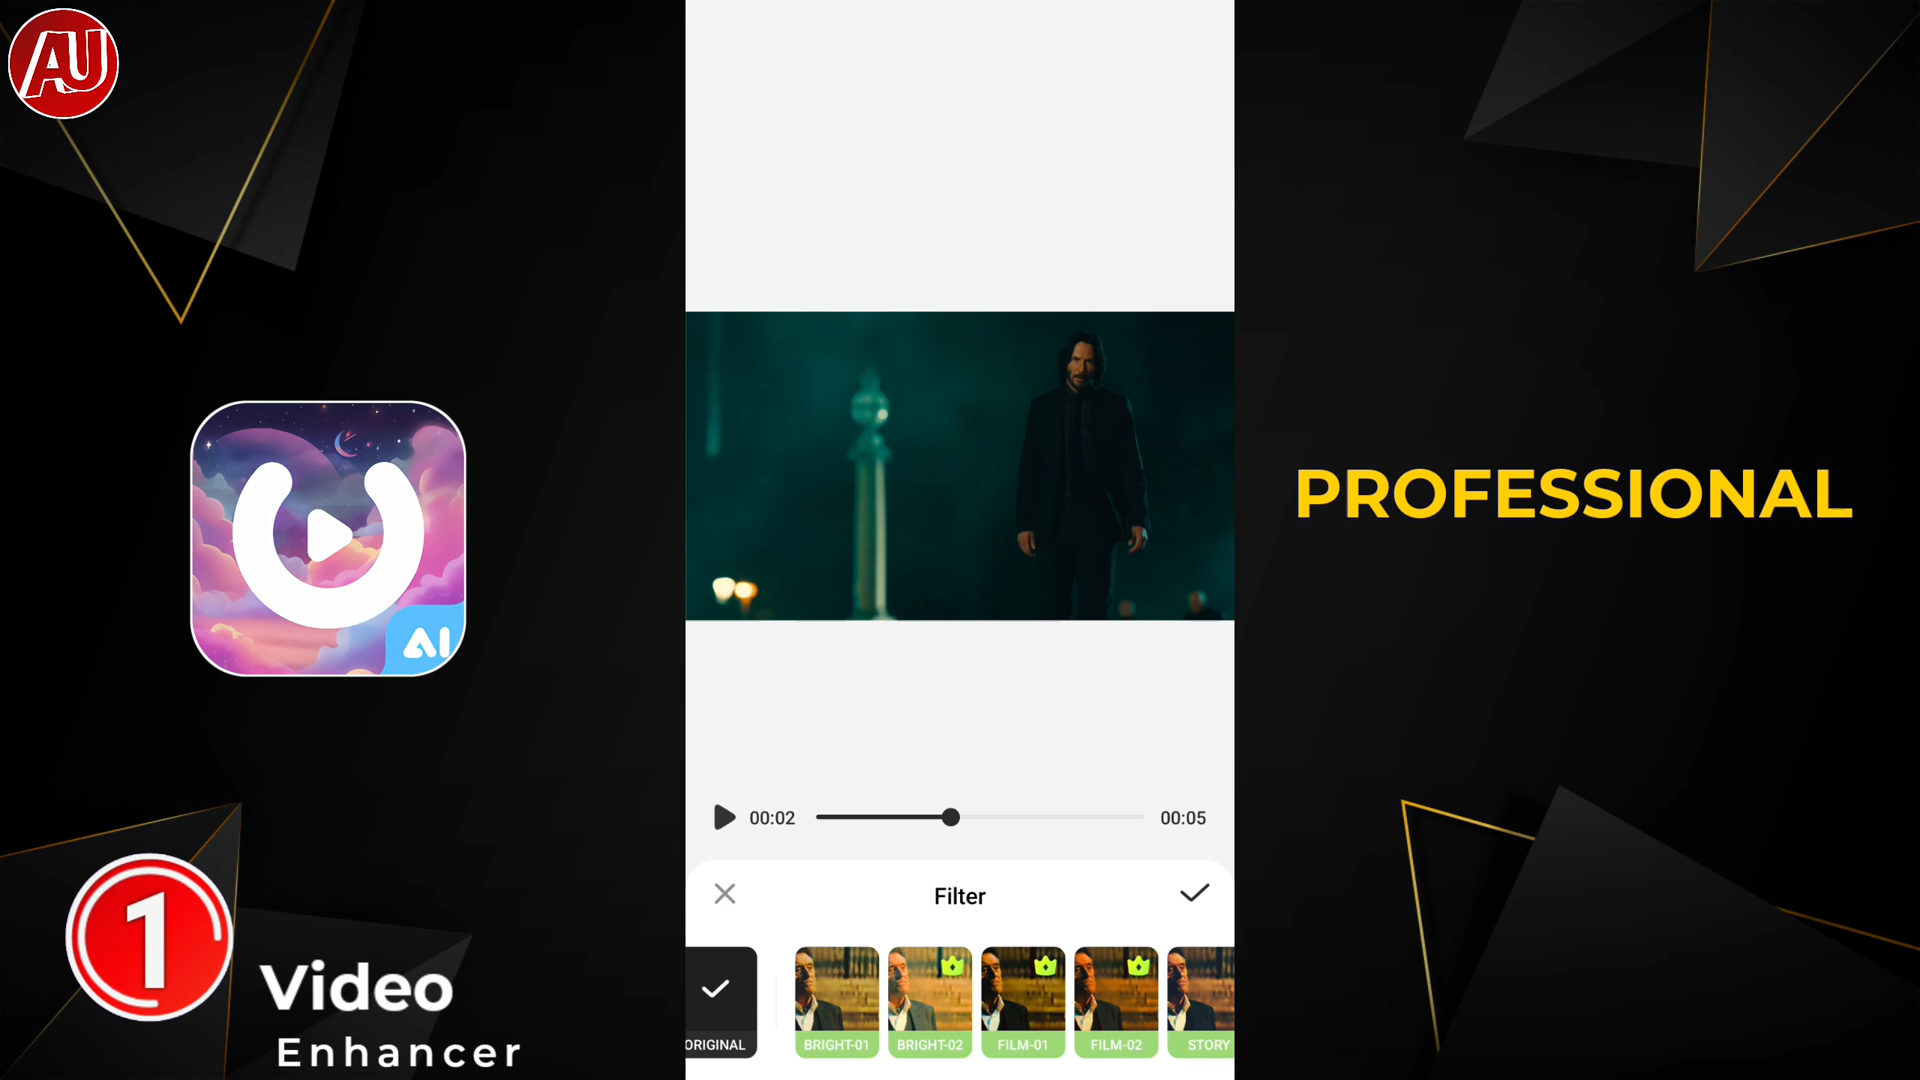 AU
AI
PROFESSIONAL
00:02
00:05
Filter
ORIGINAL
BRIGHT-01
BRIGHT-02
FILM-01
FILM-02
STORY
1
Video
Enhancer